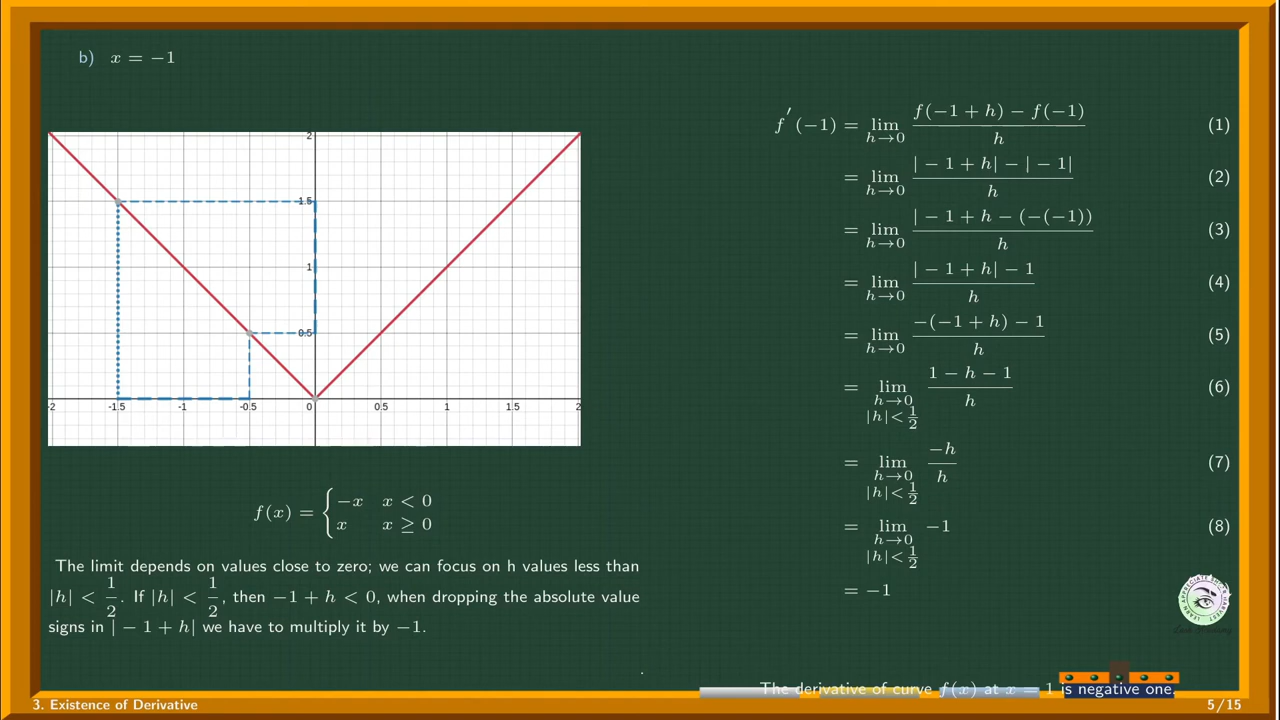 b) x = −1
f′(−1) = lim h→0 f(−1 + h) − f(−1) / h (1)
= lim h→0 | − 1 + h| − | − 1| / h (2)
= lim h→0 | − 1 + h − (−(−1)) / h (3)
= lim h→0 | − 1 + h| − 1 / h (4)
= lim h→0 −(−1 + h) − 1 / h (5)
= lim h→0 |h|<1/2 1 − h − 1 / h (6)
= lim h→0 |h|<1/2 −h / h (7)
= lim h→0 |h|<1/2 −1 (8)
= −1
2
1.5
1
0.5
-2 -1.5 -1 -0.5 0 0.5 1 1.5 2
f(x) = { −x x < 0
x x ≥ 0
The limit depends on values close to zero; we can focus on h values less than
|h| < 1/2. If |h| < 1/2, then −1 + h < 0, when dropping the absolute value
signs in | − 1 + h| we have to multiply it by −1.
The derivative of curve f(x) at x = 1 is negative one.
3. Existence of Derivative 5/15